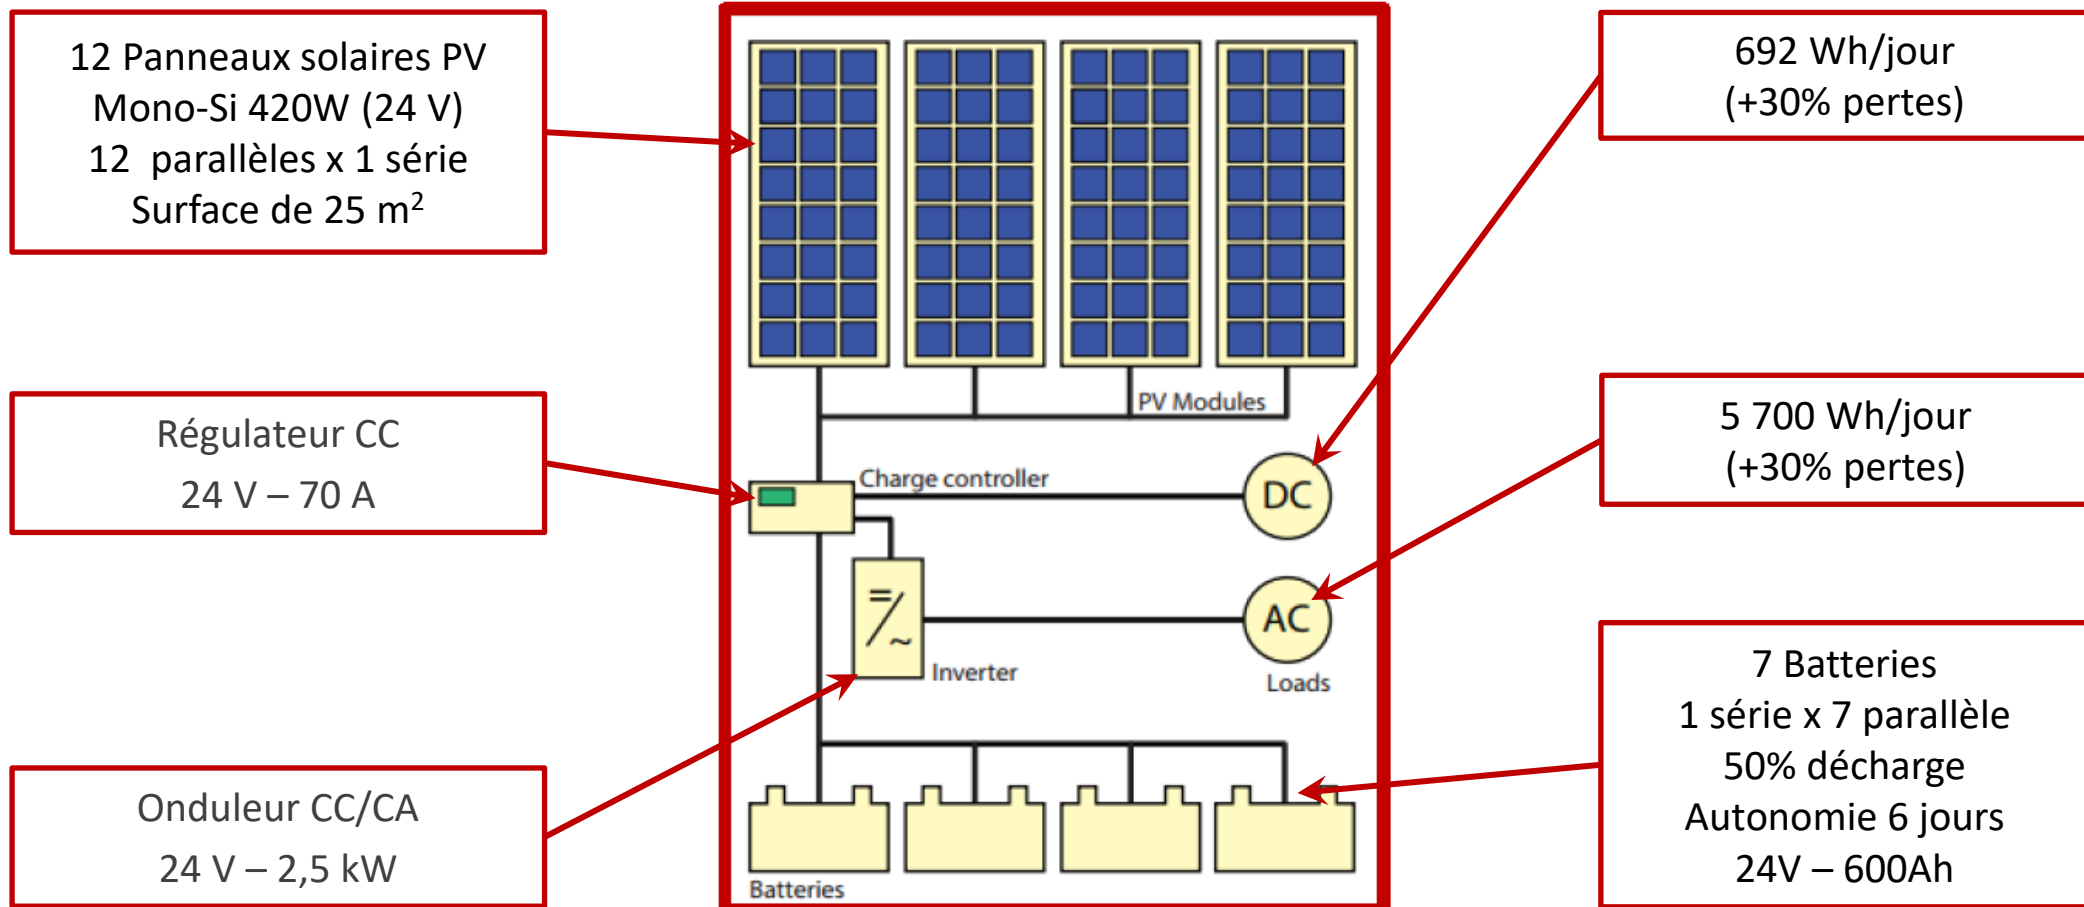 12 Panneaux solaires PV
Mono-Si 420W (24 V)
12 parallèles x 1 série
Surface de 25 m²
Régulateur CC
24 V – 70 A
Onduleur CC/CA
24 V – 2,5 kW
PV Modules
Charge controller
DC
=
~
AC
Inverter
Loads
Batteries
692 Wh/jour
(+30% pertes)
5 700 Wh/jour
(+30% pertes)
7 Batteries
1 série x 7 parallèle
50% décharge
Autonomie 6 jours
24V – 600Ah